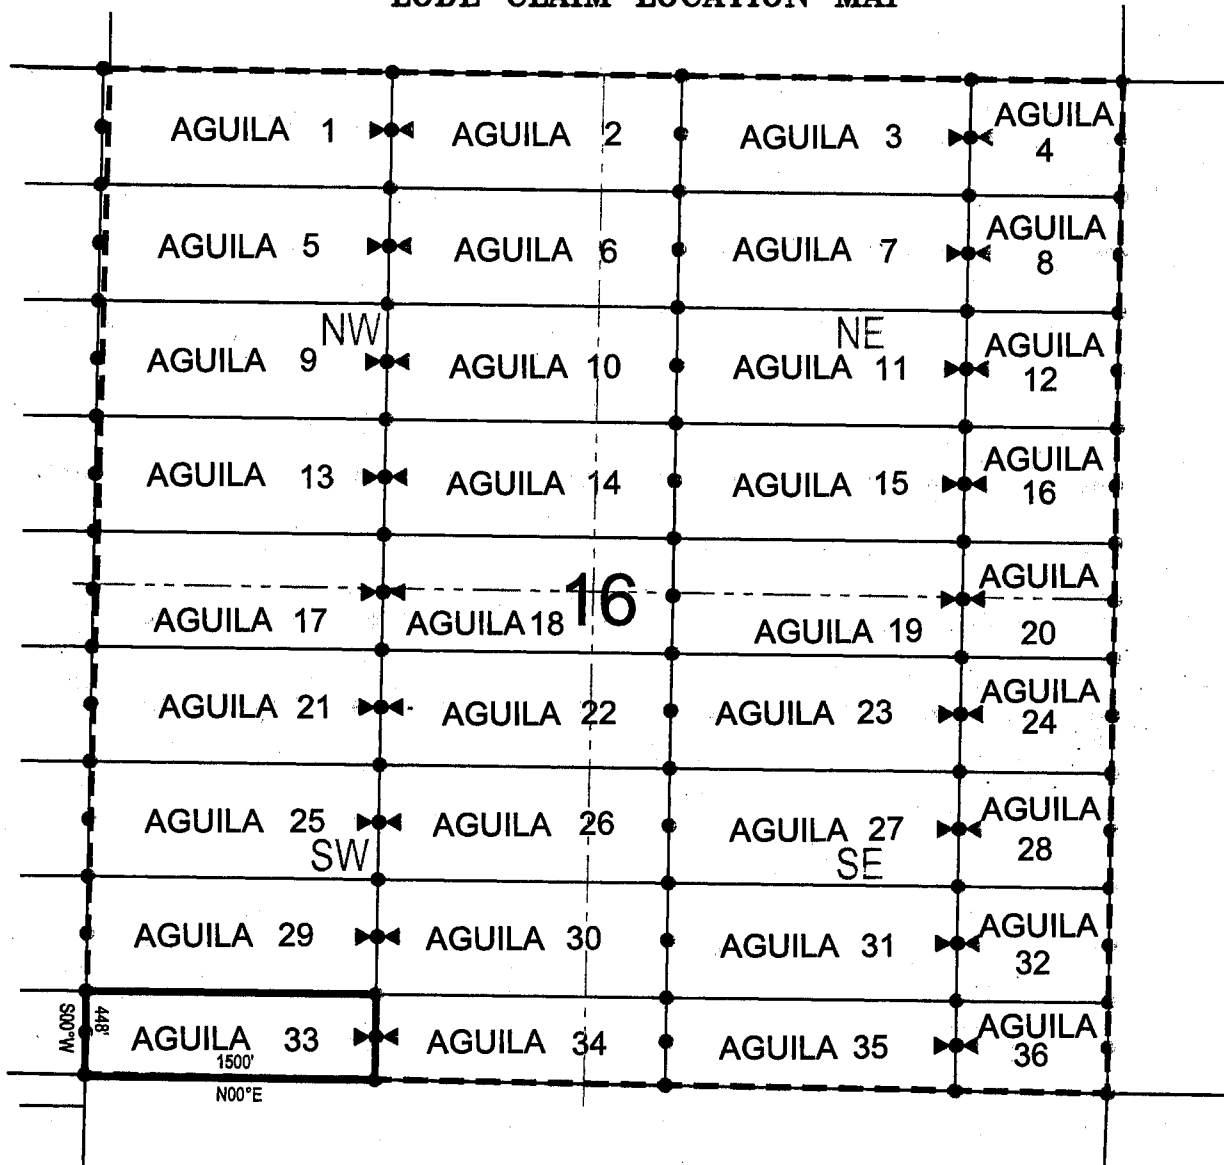 LODE CLAIM LOCATION MAP
AGUILA 1
AGUILA 2
AGUILA 3
AGUILA
4
AGUILA 5
AGUILA 6
AGUILA 7
AGUILA
8
NW
NE
AGUILA 9
AGUILA 10
AGUILA 11
AGUILA
12
AGUILA 13
AGUILA 14
AGUILA 15
AGUILA
16
16
AGUILA 17
AGUILA 18
AGUILA 19
AGUILA
20
AGUILA 21
AGUILA 22
AGUILA 23
AGUILA
24
AGUILA 25
AGUILA 26
AGUILA 27
AGUILA
28
SW
SE
AGUILA 29
AGUILA 30
AGUILA 31
AGUILA
32
448'
S00°W
AGUILA 33
1500'
N00°E
AGUILA 34
AGUILA 35
AGUILA
36